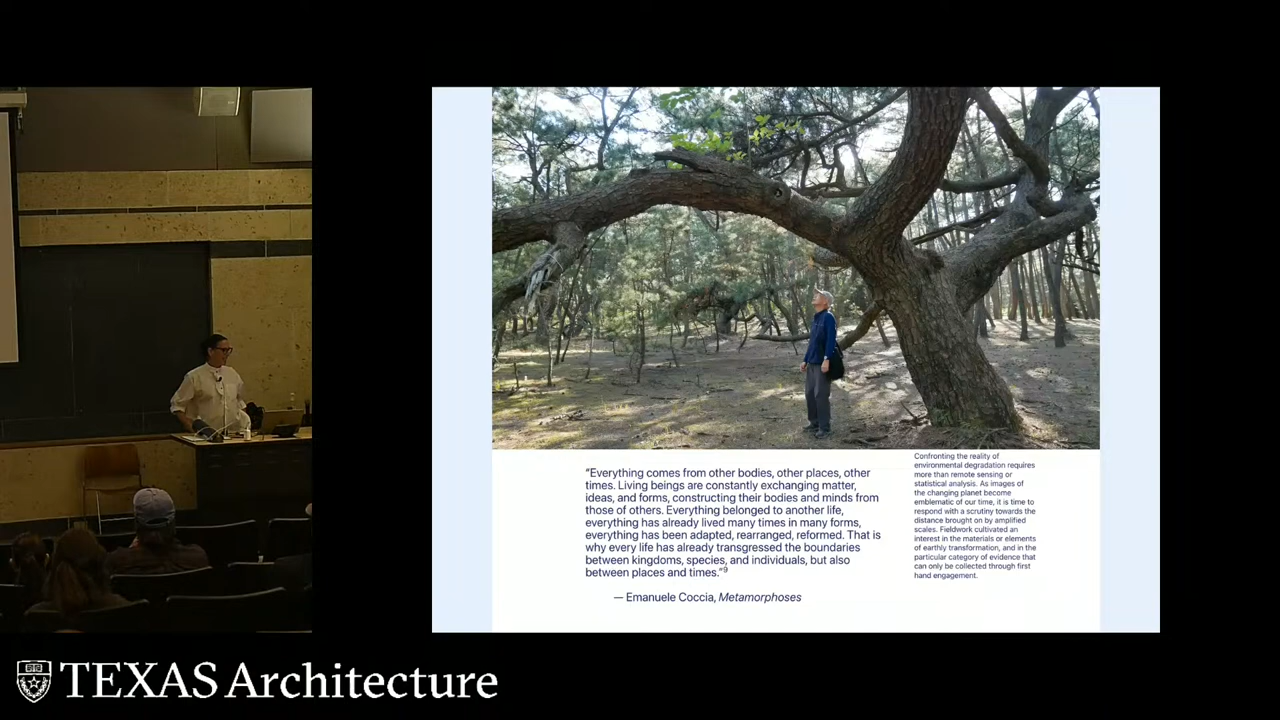 “Everything comes from other bodies, other places, other
times. Living beings are constantly exchanging matter,
ideas, and forms, constructing their bodies and minds from
those of others. Everything belonged to another life,
everything has already lived many times in many forms,
everything has been adapted, rearranged, reformed. That is
why every life has already transgressed the boundaries
between kingdoms, species, and individuals, but also
between places and times.”9
— Emanuele Coccia, Metamorphoses
Confronting the reality of
environmental degradation requires
more than remote sensing or
statistical analysis. As images of
the changing planet become
emblematic of our time, it is time to
respond with a scrutiny towards the
distance brought on by amplified
scales. Fieldwork cultivated an
interest in the materials or elements
of earthly transformation, and in the
particular category of evidence that
can only be collected through first
hand engagement.
TEXAS Architecture